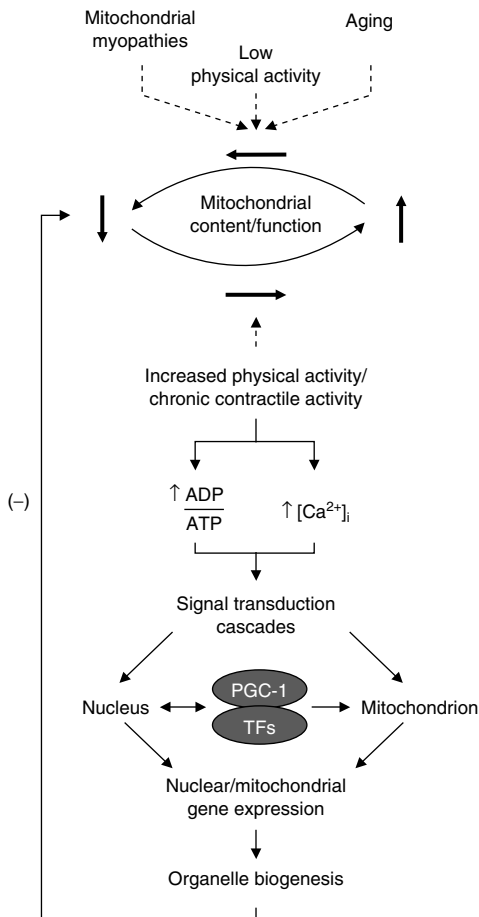 Mitochondrial
myopathies
Low
physical activity
Aging
Mitochondrial
content/function
Increased physical activity/
chronic contractile activity
(–)
↑ ADP
ATP
↑ [Ca²⁺]ᵢ
Signal transduction
cascades
Nucleus
PGC-1
TFs
Mitochondrion
Nuclear/mitochondrial
gene expression
Organelle biogenesis